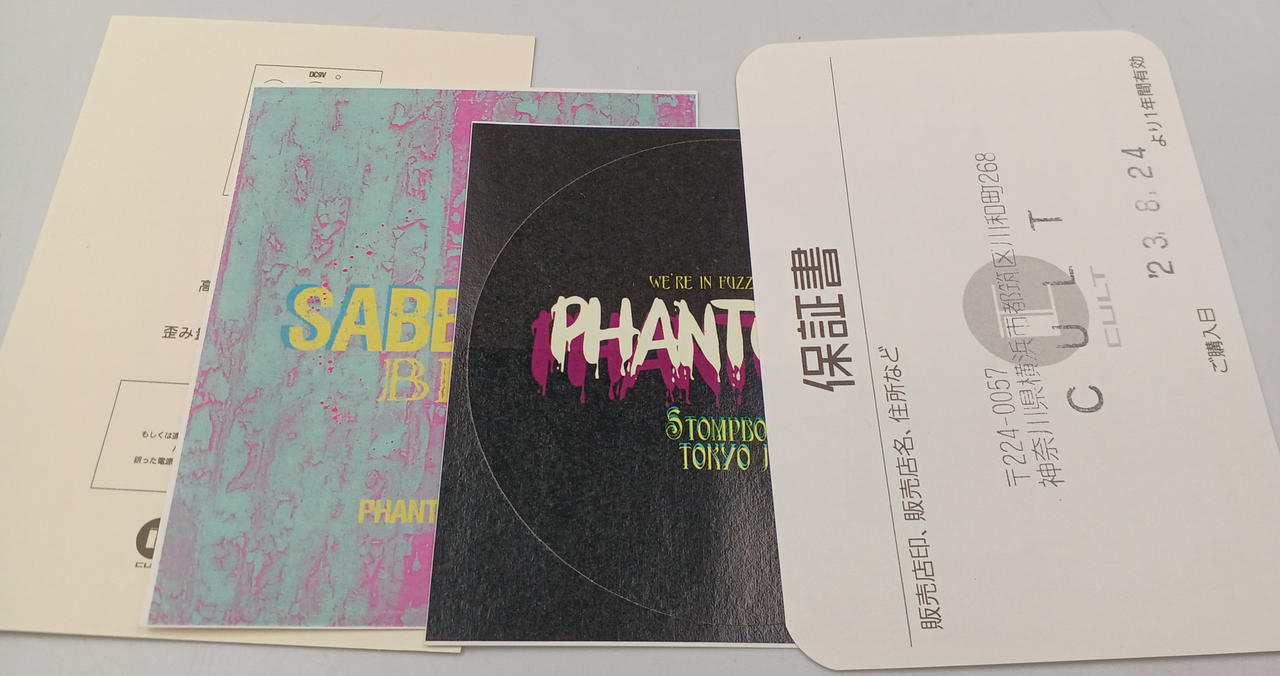 DC9V
歪み
もしくは
誤った電源
SABB
PHANT
WE'RE IN FUZZ
PHANTO
STOMPBO
TOKYO
保証書
販売店印、販売店名、住所など
〒224-0057
神奈川県横浜市都筑区川和町268
CULT
CULT
ご購入日
'23.8.24
より1年間有効